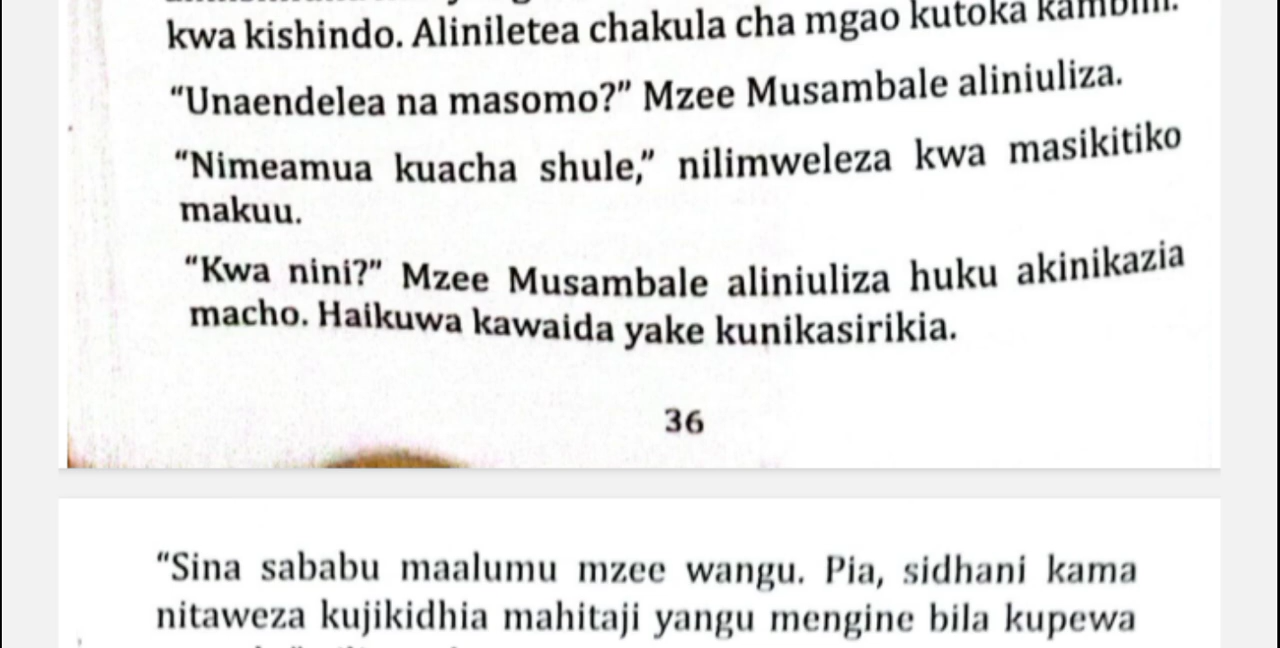 kwa kishindo. Aliniletea chakula cha mgao kutoka kambini.
“Unaendelea na masomo?” Mzee Musambale aliniuliza.
“Nimeamua kuacha shule,” nilimweleza kwa masikitiko
makuu.
“Kwa nini?” Mzee Musambale aliniuliza huku akinikazia
macho. Haikuwa kawaida yake kunikasirikia.
36
“Sina sababu maalumu mzee wangu. Pia, sidhani kama
nitaweza kujikidhia mahitaji yangu mengine bila kupewa